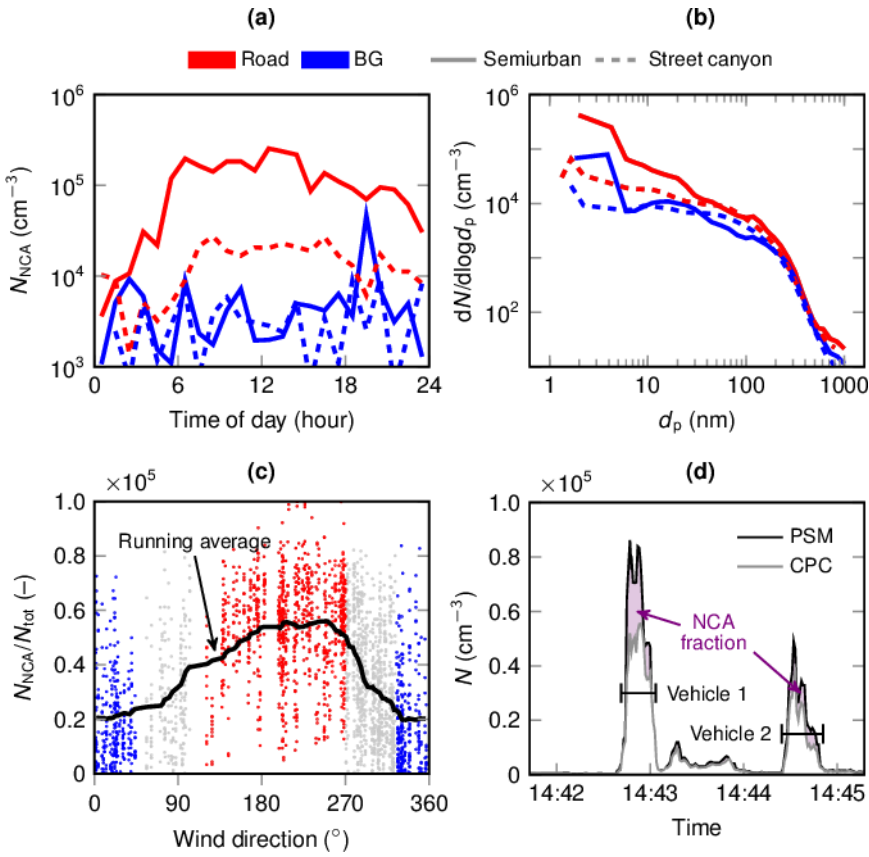 (a)
(b)
Road BG Semiurban Street canyon
10^6
10^5
10^4
10^3
N_NCA (cm^−3)
0 6 12 18 24
Time of day (hour)
10^6
10^4
10^2
dN/dlogd_p (cm^−3)
1 10 100 1000
d_p (nm)
(c)
×10^5
1.0
0.8
0.6
0.4
0.2
0
N_NCA/N_tot (−)
Running average
0 90 180 270 360
Wind direction (°)
(d)
×10^5
1.0
0.8
0.6
0.4
0.2
0
N (cm^−3)
PSM
CPC
NCA
fraction
Vehicle 1
Vehicle 2
14:42 14:43 14:44 14:45
Time